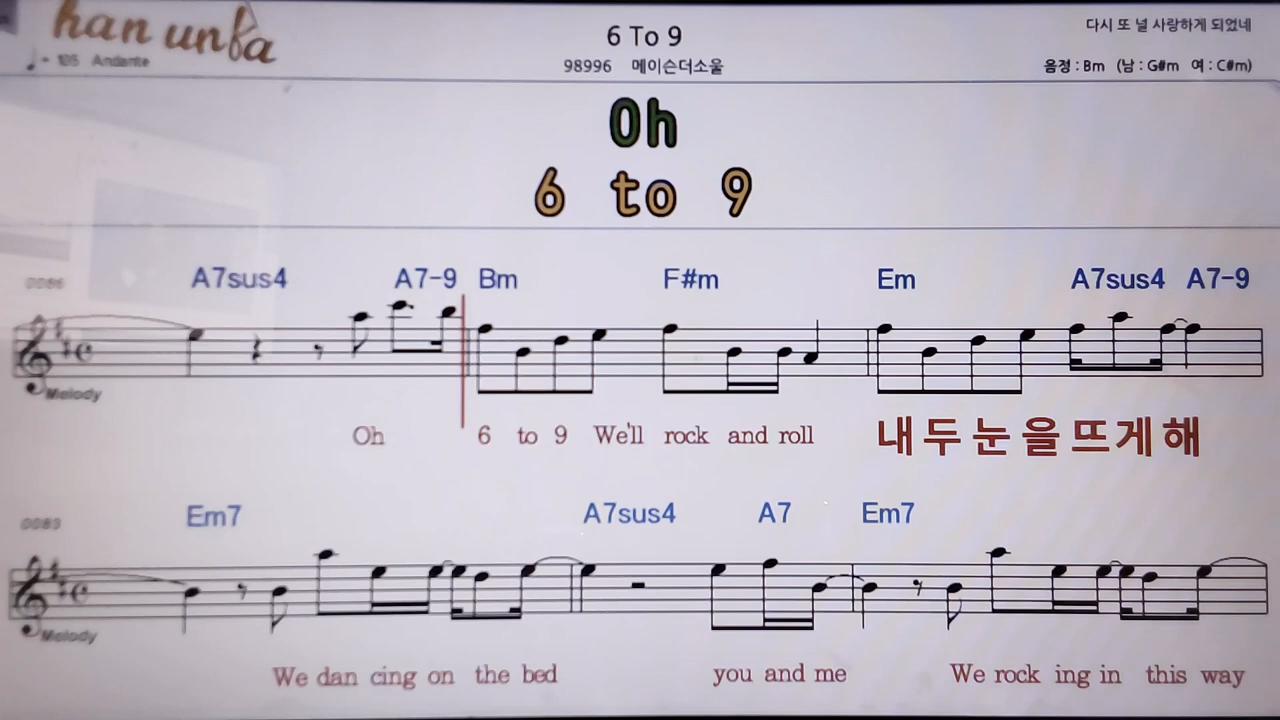 han unfa
6 To 9
다시 또 널 사랑하게 되었네
♩= 105 Andante
98996 메이슨더소울
음정 : Bm (남 : G#m 여 : C#m)
Oh
6 to 9
0086 A7sus4 A7-9 Bm F#m Em A7sus4 A7-9
Melody
Oh 6 to 9 We'll rock and roll 내 두 눈 을 뜨 게 해
Em7 A7sus4 A7 Em7
Melody
We dan cing on the bed you and me We rock ing in this way